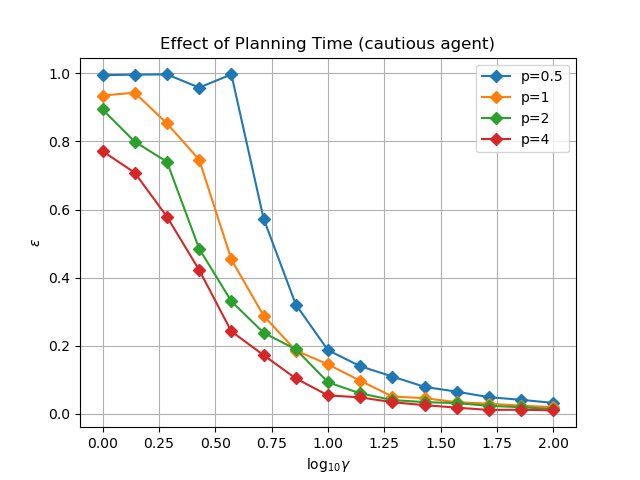 Effect of Planning Time (cautious agent)
p=0.5
p=1
p=2
p=4
1.0
0.8
0.6
0.4
0.2
0.0
ε
0.00 0.25 0.50 0.75 1.00 1.25 1.50 1.75 2.00
log₁₀γ